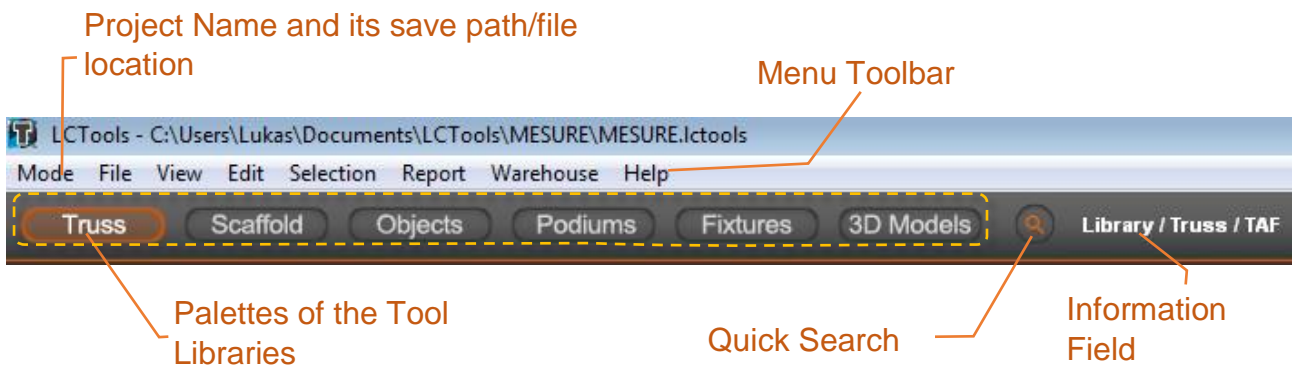 Project Name and its save path/file
location
Menu Toolbar
LCTools - C:\Users\Lukas\Documents\LCTools\MESURE\MESURE.lctools
Mode File View Edit Selection Report Warehouse Help
Truss Scaffold Objects Podiums Fixtures 3D Models Library / Truss / TAF
Palettes of the Tool
Libraries
Quick Search
Information
Field